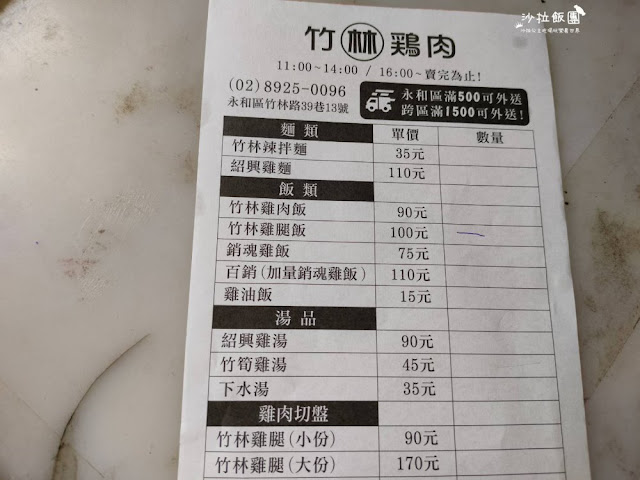 沙拉飯團
竹林鶏肉
11:00~14:00 / 16:00~賣完為止!
(02)8925-0096
永和區竹林路39巷13號
永和區滿500可外送
跨區滿1500可外送!
麵類 單價 數量
竹林辣拌麵 35元
紹興雞麵 110元
飯類
竹林雞肉飯 90元
竹林雞腿飯 100元
銷魂雞飯 75元
百銷(加量銷魂雞飯) 110元
雞油飯 15元
湯品
紹興雞湯 90元
竹筍雞湯 45元
下水湯 35元
雞肉切盤
竹林雞腿(小份) 90元
竹林雞腿(大份) 170元